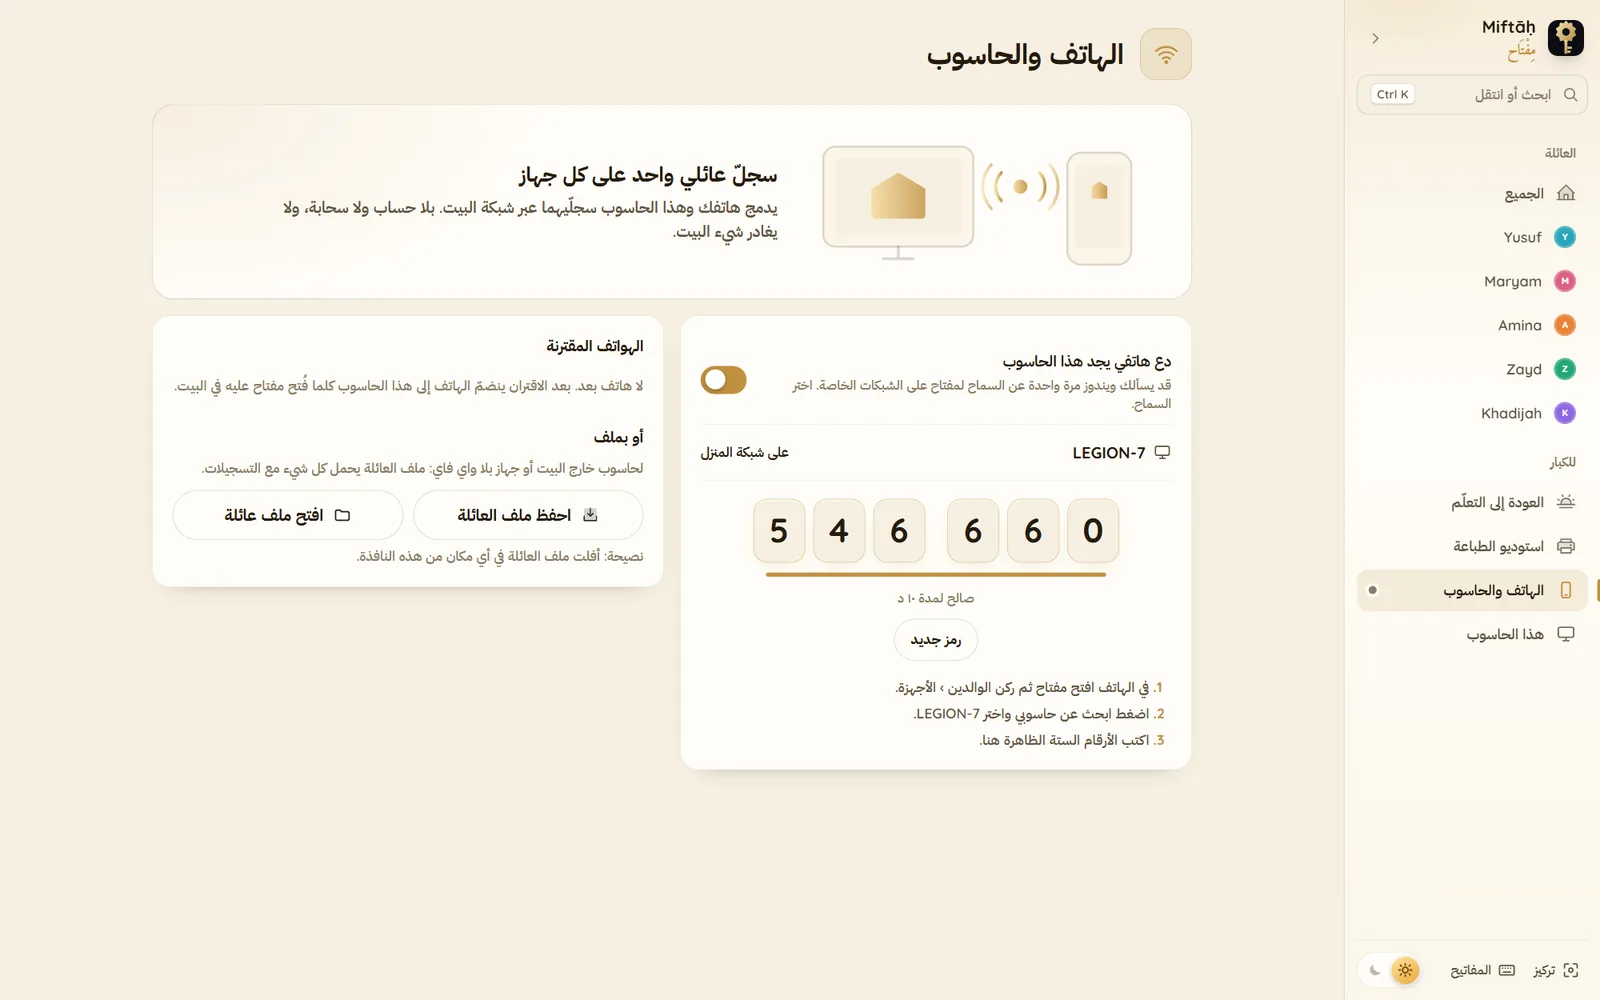 Miftāḥ
مِفْتَاح
ابحث أو انتقل
Ctrl K
العائلة
الجميع
Y Yusuf
M Maryam
A Amina
Z Zayd
K Khadijah
للكبار
العودة إلى التعلّم
استوديو الطباعة
الهاتف والحاسوب
هذا الحاسوب
تركيز
المفاتيح
الهاتف والحاسوب
سجلّ عائلي واحد على كل جهاز
يدمج هاتفك وهذا الحاسوب سجلّيهما عبر شبكة البيت. بلا حساب ولا سحابة، ولا
يغادر شيء البيت.
دع هاتفي يجد هذا الحاسوب
قد يسألك ويندوز مرة واحدة عن السماح لمفتاح على الشبكات الخاصة. اختر
السماح.
LEGION-7
على شبكة المنزل
5 4 6 6 6 0
صالح لمدة ١٠ د
رمز جديد
1. في الهاتف افتح مفتاح ثم ركن الوالدين › الأجهزة.
2. اضغط ابحث عن حاسوبي واختر LEGION-7.
3. اكتب الأرقام الستة الظاهرة هنا.
الهواتف المقترنة
لا هاتف بعد. بعد الاقتران ينضمّ الهاتف إلى هذا الحاسوب كلما فُتح مفتاح عليه في البيت.
أو بملف
لحاسوب خارج البيت أو جهاز بلا واي فاي: ملف العائلة يحمل كل شيء مع التسجيلات.
احفظ ملف العائلة
افتح ملف عائلة
نصيحة: أفلت ملف العائلة في أي مكان من هذه النافذة.